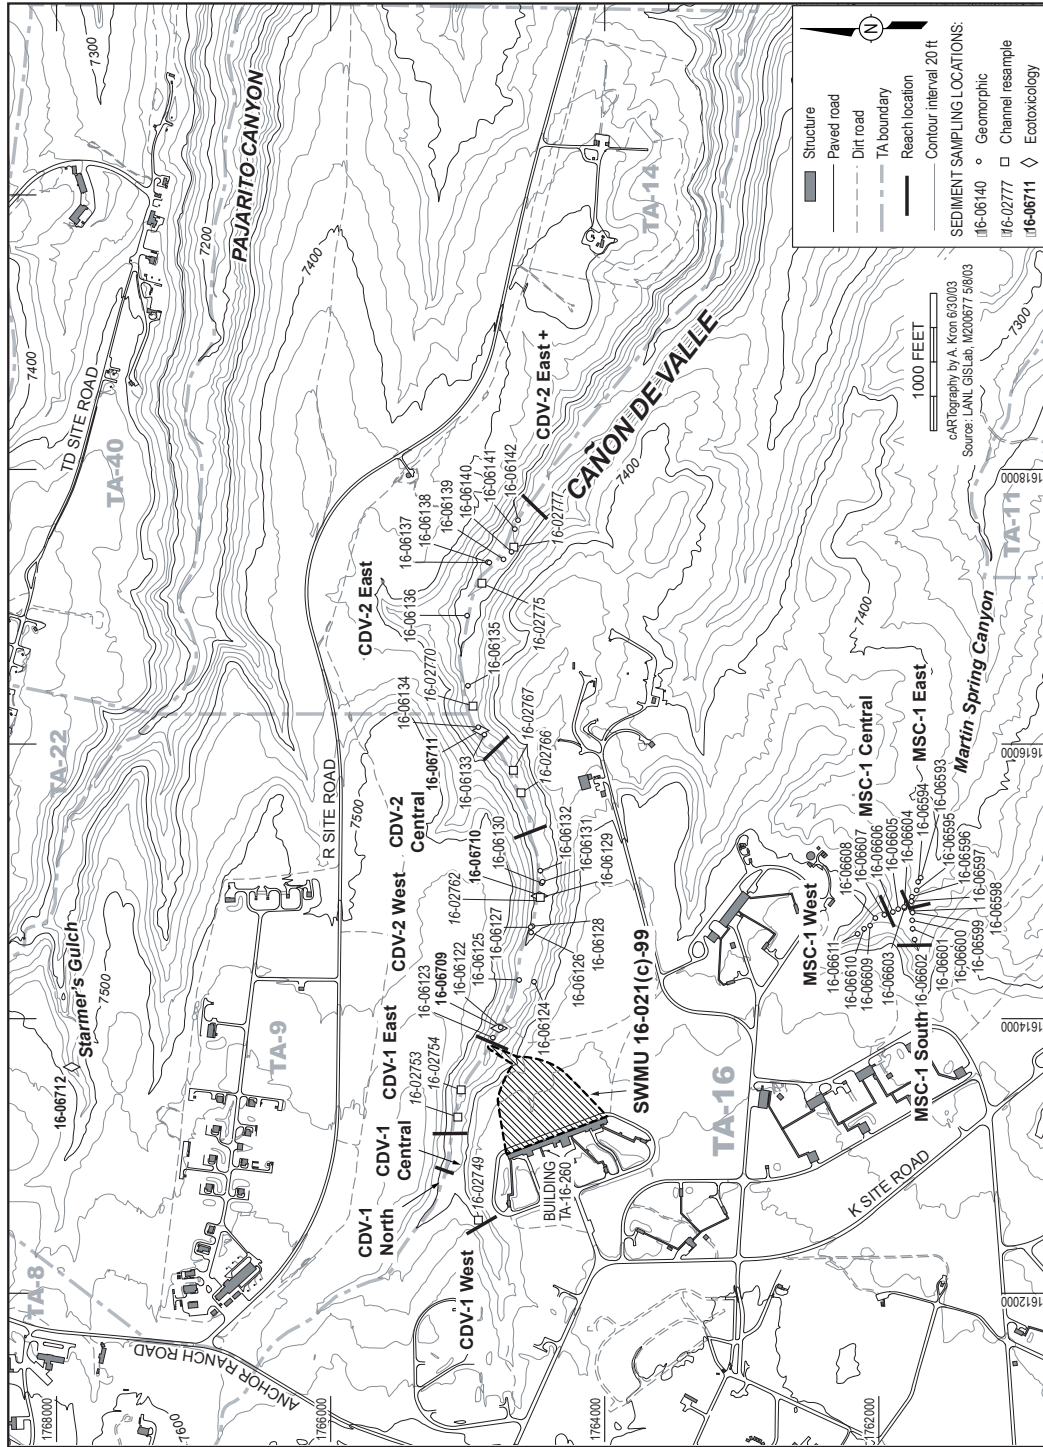 7300
PAJARITO CANYON
7200
7400
7400
TD SITE ROAD
TA-40
TA-22
Starmer's Gulch
16-06712
7500
TA-9
TA-8
ANCHOR RANCH ROAD
7600
1768000
1766000
1764000
1762000
R SITE ROAD
7500
TA-14
CDV-2 East +
CAÑON DE VALLE
7400
CDV-2 East
16-06137
16-06138
16-06139
16-06140
16-06141
16-06142
16-02777
16-06136
16-02775
16-06135
16-02770
16-06134
16-06711
16-06133
16-02767
16-02766
CDV-2
Central
16-06130
16-06710
16-02762
16-06132
16-06131
16-06129
CDV-2 West
16-06127
16-06125
16-06122
16-06709
16-06123
16-06128
16-06126
16-06124
CDV-1 East
16-02754
16-02753
CDV-1
Central
CDV-1
North
16-02749
CDV-1 West
BUILDING
TA-16-260
SWMU 16-021(c)-99
TA-16
K SITE ROAD
MSC-1 West
16-06611
16-06610
16-06609
16-06603
16-06602
16-06608
16-06607
16-06606
16-06605
16-06604
MSC-1 Central
MSC-1 East
16-06594
16-06593
16-06595
16-06596
16-06597
16-06598
16-06599
16-06600
16-06601
MSC-1 South
Martin Spring Canyon
7400
TA-11
7300
1618000
1616000
1614000
1612000
1000 FEET
cARTography by A. Kron 6/30/03
Source: LANL GISLab, M200677 5/8/03
N
Structure
Paved road
Dirt road
TA boundary
Reach location
Contour interval 20 ft
SEDIMENT SAMPLING LOCATIONS:
16-06140 Geomorphic
16-02777 Channel resample
16-06711 Ecotoxicology